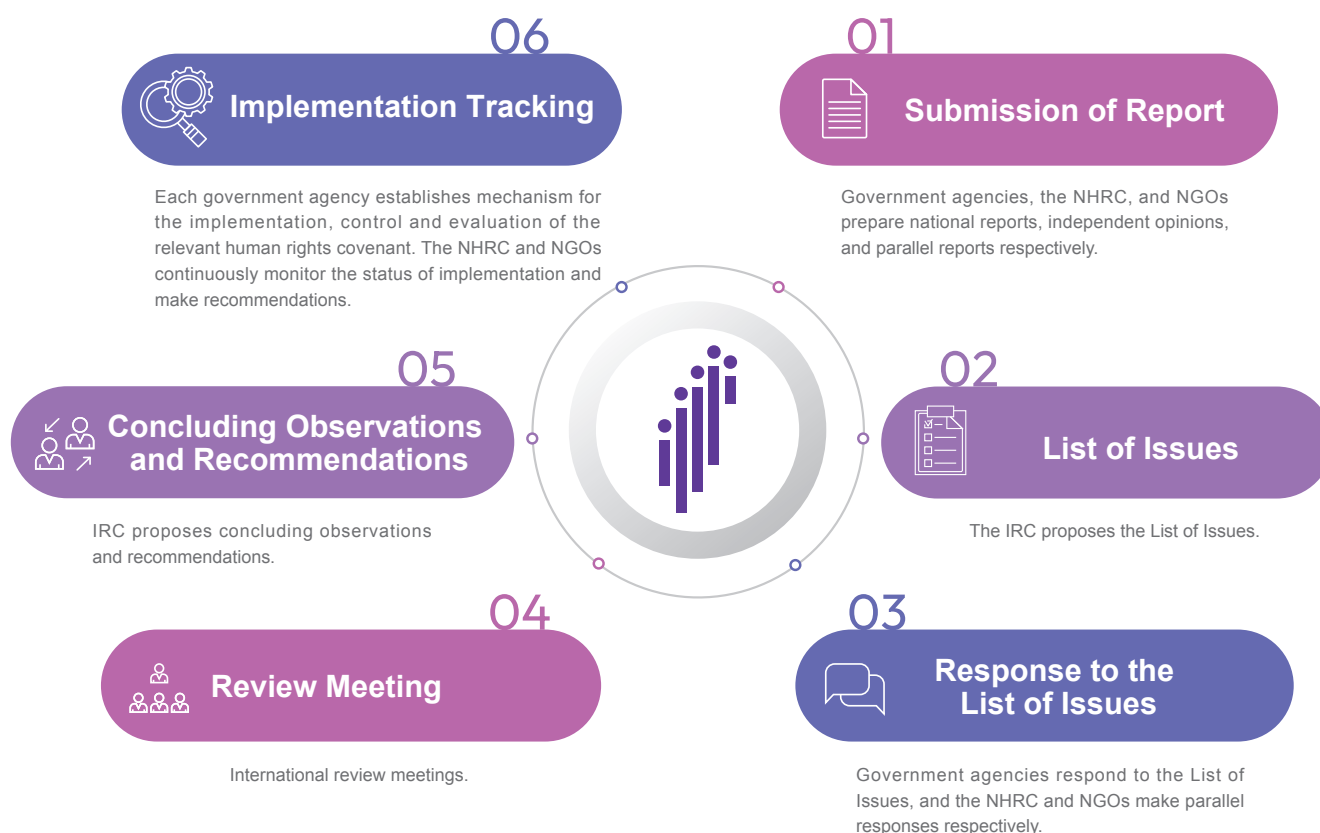 01
Submission of Report
Government agencies, the NHRC, and NGOs
prepare national reports, independent opinions,
and parallel reports respectively.
02
List of Issues
The IRC proposes the List of Issues.
03
Response to the
List of Issues
Government agencies respond to the List of
Issues, and the NHRC and NGOs make parallel
responses respectively.
04
Review Meeting
International review meetings.
05
Concluding Observations
and Recommendations
IRC proposes concluding observations
and recommendations.
06
Implementation Tracking
Each government agency establishes mechanism for
the implementation, control and evaluation of the
relevant human rights covenant. The NHRC and NGOs
continuously monitor the status of implementation and
make recommendations.